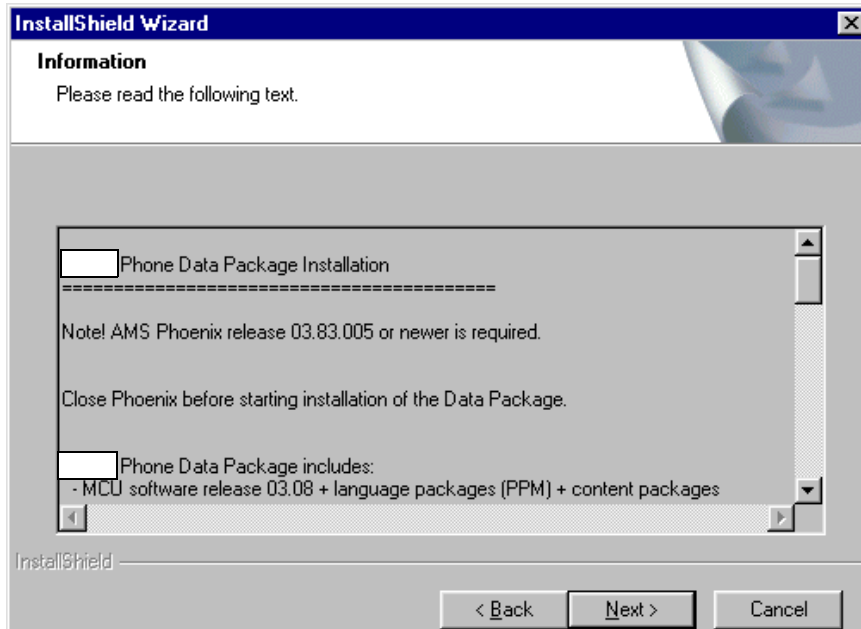 InstallShield Wizard
Information
Please read the following text.
Phone Data Package Installation
==========================================
Note! AMS Phoenix release 03.83.005 or newer is required.
Close Phoenix before starting installation of the Data Package.
Phone Data Package includes:
- MCU software release 03.08 + language packages (PPM) + content packages
InstallShield
< Back
Next >
Cancel